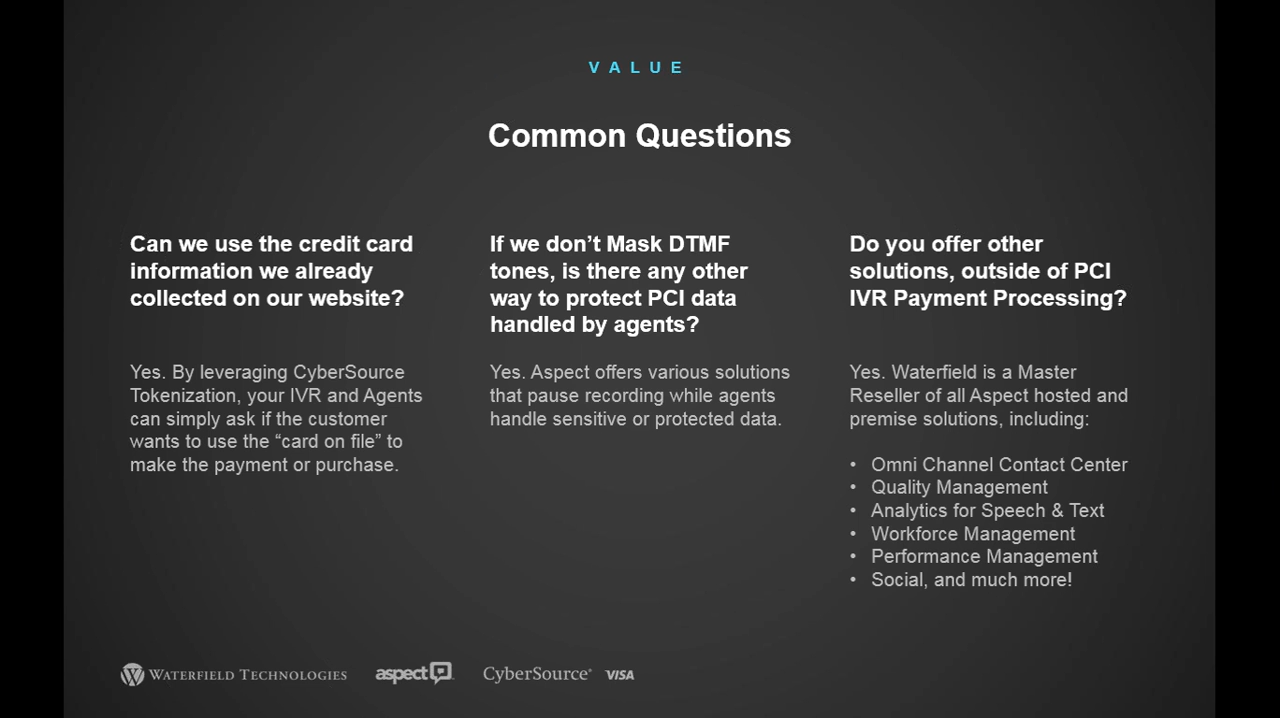 VALUE
Common Questions
Can we use the credit card
information we already
collected on our website?
Yes. By leveraging CyberSource
Tokenization, your IVR and Agents
can simply ask if the customer
wants to use the “card on file” to
make the payment or purchase.
If we don’t Mask DTMF
tones, is there any other
way to protect PCI data
handled by agents?
Yes. Aspect offers various solutions
that pause recording while agents
handle sensitive or protected data.
Do you offer other
solutions, outside of PCI
IVR Payment Processing?
Yes. Waterfield is a Master
Reseller of all Aspect hosted and
premise solutions, including:
• Omni Channel Contact Center
• Quality Management
• Analytics for Speech & Text
• Workforce Management
• Performance Management
• Social, and much more!
W WATERFIELD TECHNOLOGIES aspect CyberSource® VISA